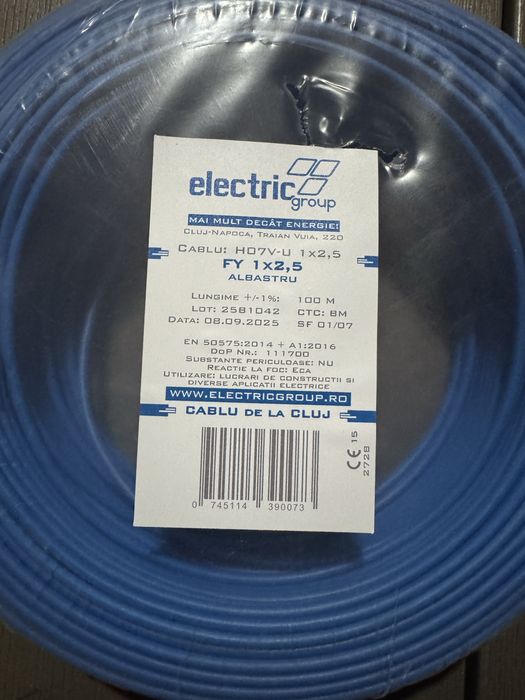 electric
group
MAI MULT DECÂT ENERGIE!
CLUJ-NAPOCA, TRAIAN VUIA, 220
CABLU: H07V-U 1x2,5
FY 1x2,5
ALBASTRU
LUNGIME +/-1%: 100 M
LOT: 2581042 CTC: BM
DATA: 08.09.2025 SF 01/07
EN 50575:2014 + A1:2016
DoP NR.: 111700
SUBSTANTE PERICULOASE: NU
REACTIE LA FOC: ECA
UTILIZARE: LUCRARI DE CONSTRUCTII SI
DIVERSE APLICATII ELECTRICE
WWW.ELECTRICGROUP.RO
CABLU DE LA CLUJ
0 745114 390073
CE 15
2728